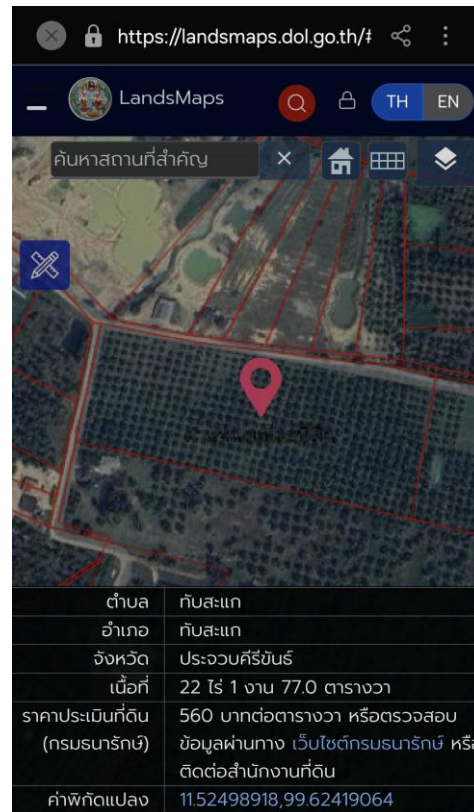 https://landsmaps.dol.go.th/#
LandsMaps
TH EN
ค้นหาสถานที่สำคัญ
ตำบล ทับสะแก
อำเภอ ทับสะแก
จังหวัด ประจวบคีรีขันธ์
เนื้อที่ 22 ไร่ 1 งาน 77.0 ตารางวา
ราคาประเมินที่ดิน 560 บาทต่อตารางวา หรือตรวจสอบ
(กรมธนารักษ์) ข้อมูลผ่านทาง เว็บไซต์กรมธนารักษ์ หรือ
ติดต่อสำนักงานที่ดิน
ค่าพิกัดแปลง 11.52498918,99.62419064